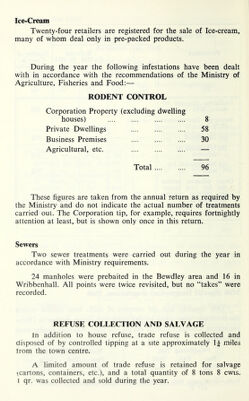 Ice-Cream
Twenty-four retailers are registered for the sale of Ice-cream,
many of whom deal only in pre-packed products.
During the year the following infestations have been dealt
with in accordance with the recommendations of the Ministry of
Agriculture, Fisheries and Food:—
RODENT CONTROL
Corporation Property (excluding dwelling
houses) .... .... .... .... 8
Private Dwellings .... .... .... 58
Business Premises .... .... .... 30
Agricultural, etc. .... .... .... —
Total .... .... 96
These figures are taken from the annual return as required by
the Ministry and do not indicate the actual number of treatments
carried out. The Corporation tip, for example, requires fortnightly
attention at least, but is shown only once in this return.
Sewers
Two sewer treatments were carried out during the year in
accordance with Ministry requirements.
24 manholes were prebaited in the Bewdley area and 16 in
Wribbenhall. All points were twice revisited, but no "takes" were
recorded.
REFUSE COLLECTION AND SALVAGE
In addition to house refuse, trade refuse is collected and
disposed of by controlled tipping at a site approximately miles
from the town centre.
A limited amount of trade refuse is retained for salvage
(cartons, containers, etc.), and a total quantity of 8 tons 8 cwts.
1 qr. was collected and sold during the year.